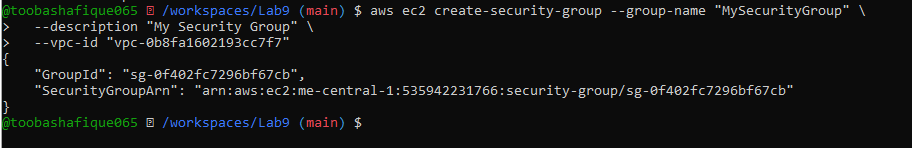 @toobashafique065 /workspaces/Lab9 (main) $ aws ec2 create-security-group --group-name "MySecurityGroup" \
> --description "My Security Group" \
> --vpc-id "vpc-0b8fa1602193cc7f7"
{
"GroupId": "sg-0f402fc7296bf67cb",
"SecurityGroupArn": "arn:aws:ec2:me-central-1:535942231766:security-group/sg-0f402fc7296bf67cb"
}
@toobashafique065 /workspaces/Lab9 (main) $